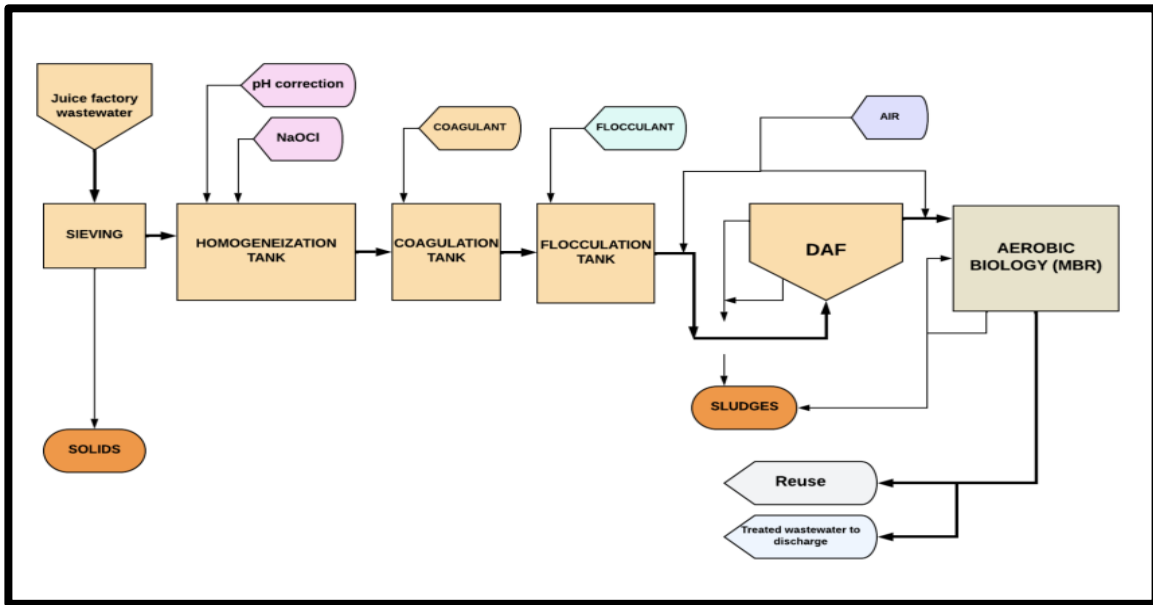 Juice factory
wastewater
pH correction
NaOCl
COAGULANT
FLOCCULANT
AIR
SIEVING
HOMOGENEIZATION
TANK
COAGULATION
TANK
FLOCCULATION
TANK
DAF
AEROBIC
BIOLOGY (MBR)
SLUDGES
SOLIDS
Reuse
Treated wastewater to
discharge